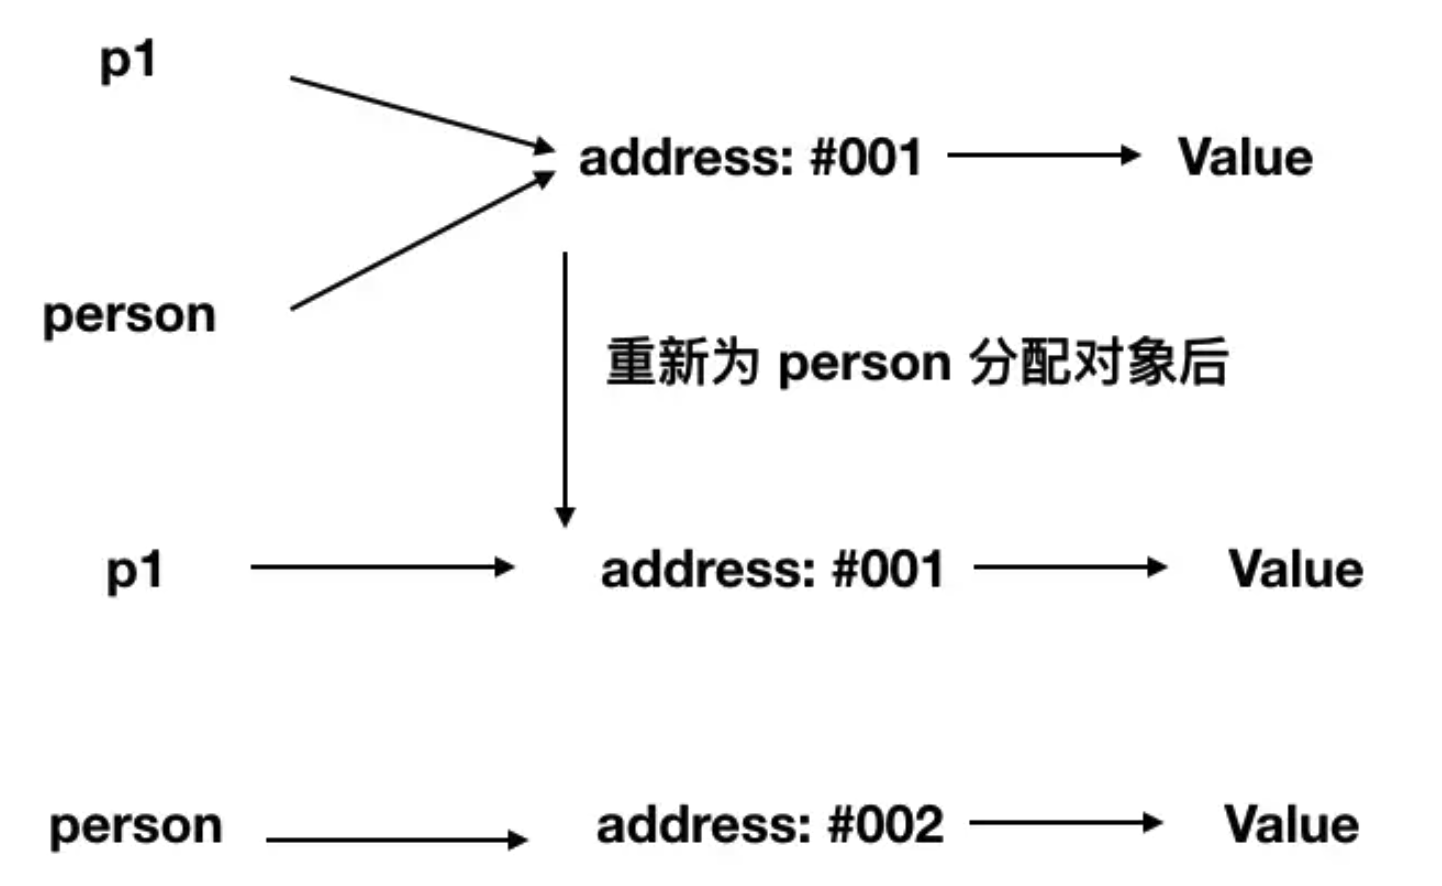 p1
address: #001 Value
person
重新为 person 分配对象后
p1 address: #001 Value
person address: #002 Value